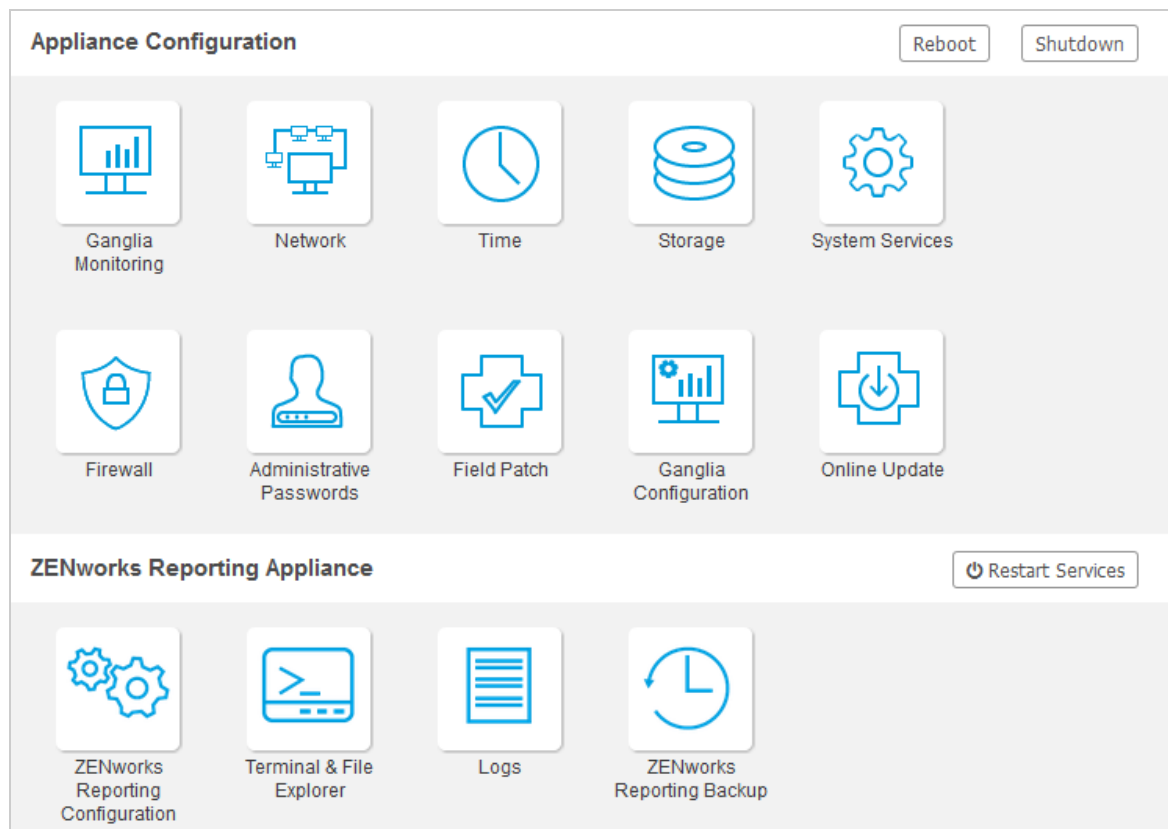 Appliance Configuration
Reboot
Shutdown
Ganglia
Monitoring
Network
Time
Storage
System Services
Firewall
Administrative
Passwords
Field Patch
Ganglia
Configuration
Online Update
ZENworks Reporting Appliance
Restart Services
ZENworks
Reporting
Configuration
Terminal & File
Explorer
Logs
ZENworks
Reporting Backup